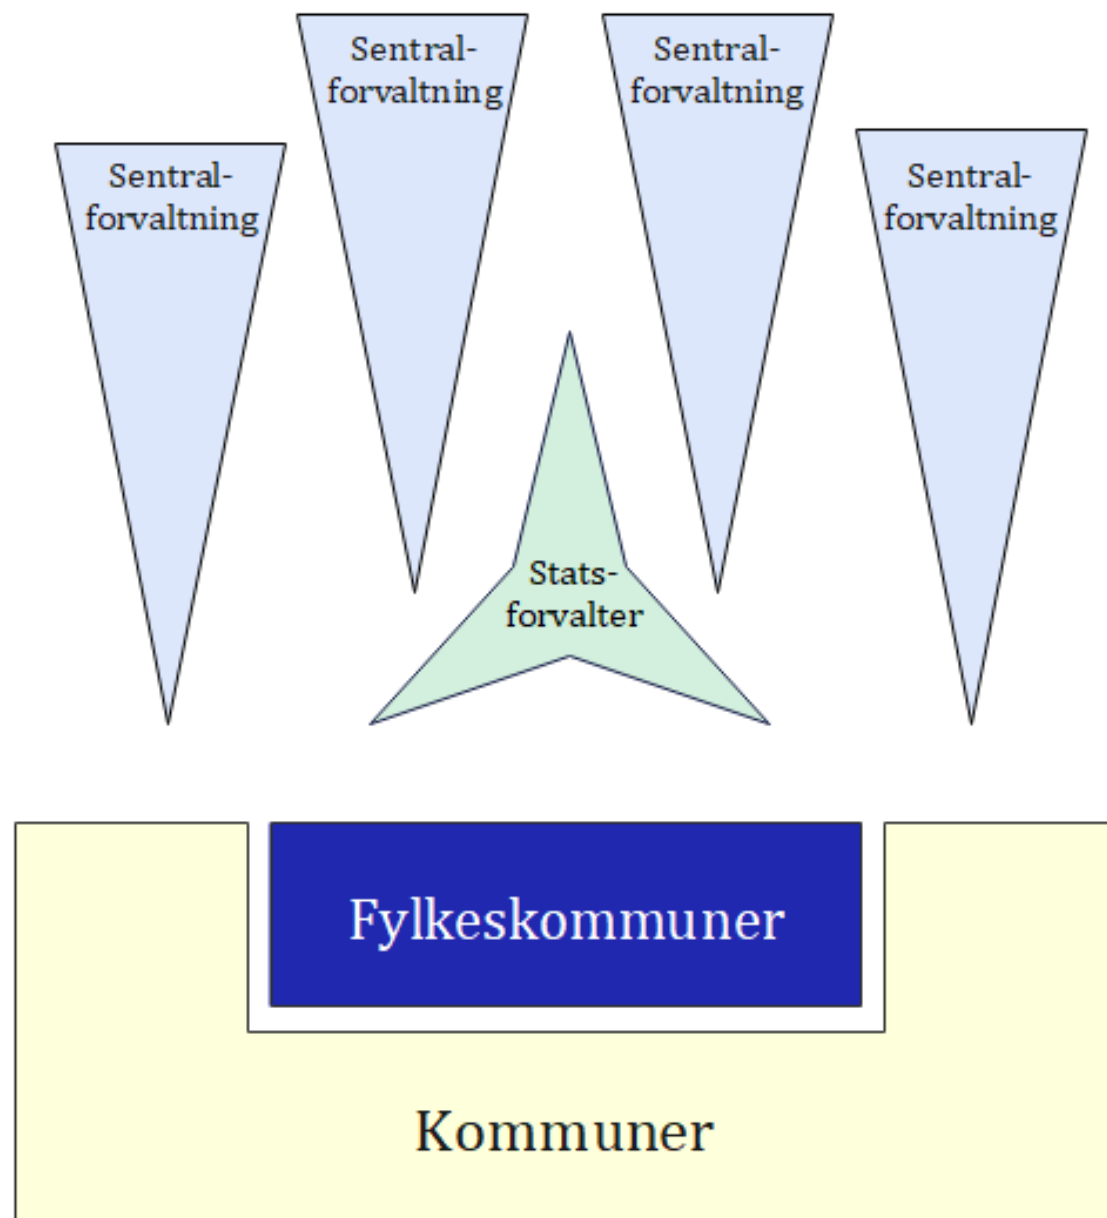 Sentral-
forvaltning
Sentral-
forvaltning
Sentral-
forvaltning
Sentral-
forvaltning
Stats-
forvalter
Fylkeskommuner
Kommuner